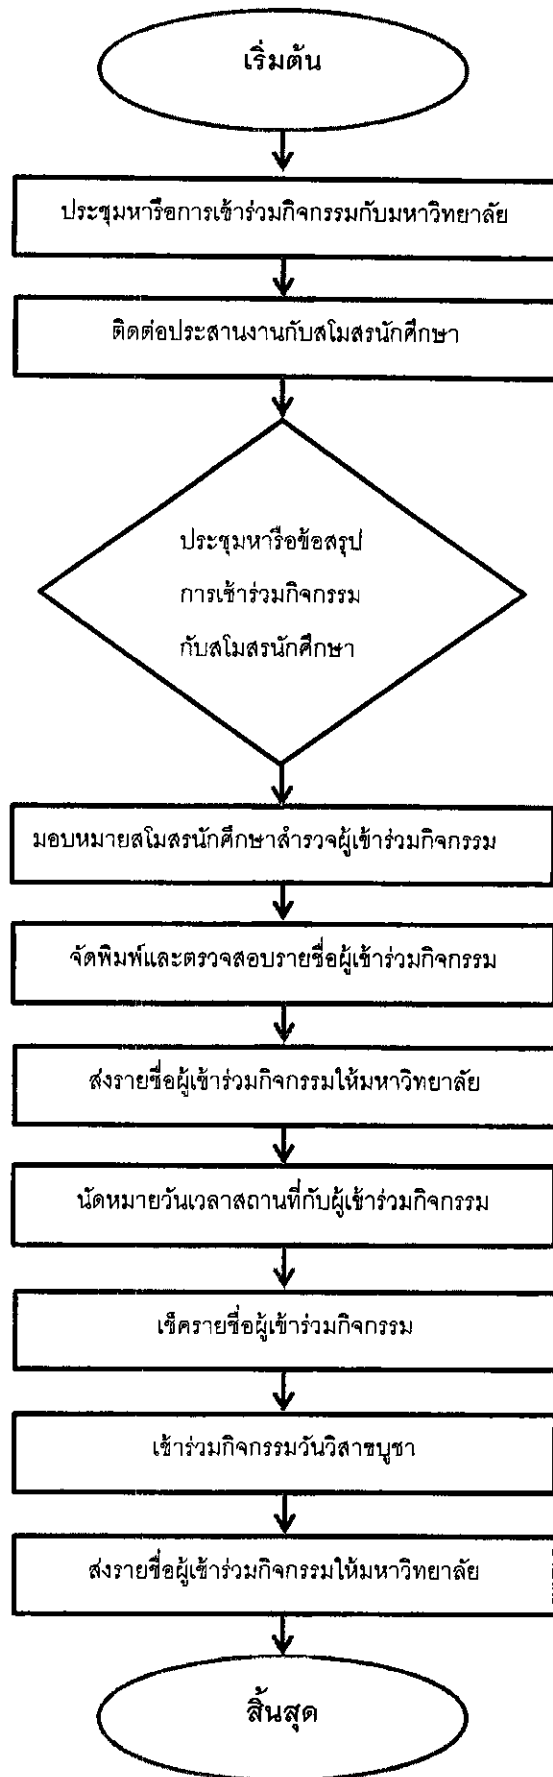 เริ่มต้น
ประชุมหารือการเข้าร่วมกิจกรรมกับมหาวิทยาลัย
ติดต่อประสานงานกับสโมสรนักศึกษา
ประชุมหารือข้อสรุป
การเข้าร่วมกิจกรรม
กับสโมสรนักศึกษา
มอบหมายสโมสรนักศึกษาสำรวจผู้เข้าร่วมกิจกรรม
จัดพิมพ์และตรวจสอบรายชื่อผู้เข้าร่วมกิจกรรม
ส่งรายชื่อผู้เข้าร่วมกิจกรรมให้มหาวิทยาลัย
นัดหมายวันเวลาสถานที่กับผู้เข้าร่วมกิจกรรม
เช็ครายชื่อผู้เข้าร่วมกิจกรรม
เข้าร่วมกิจกรรมวันวิสาขบูชา
ส่งรายชื่อผู้เข้าร่วมกิจกรรมให้มหาวิทยาลัย
สิ้นสุด